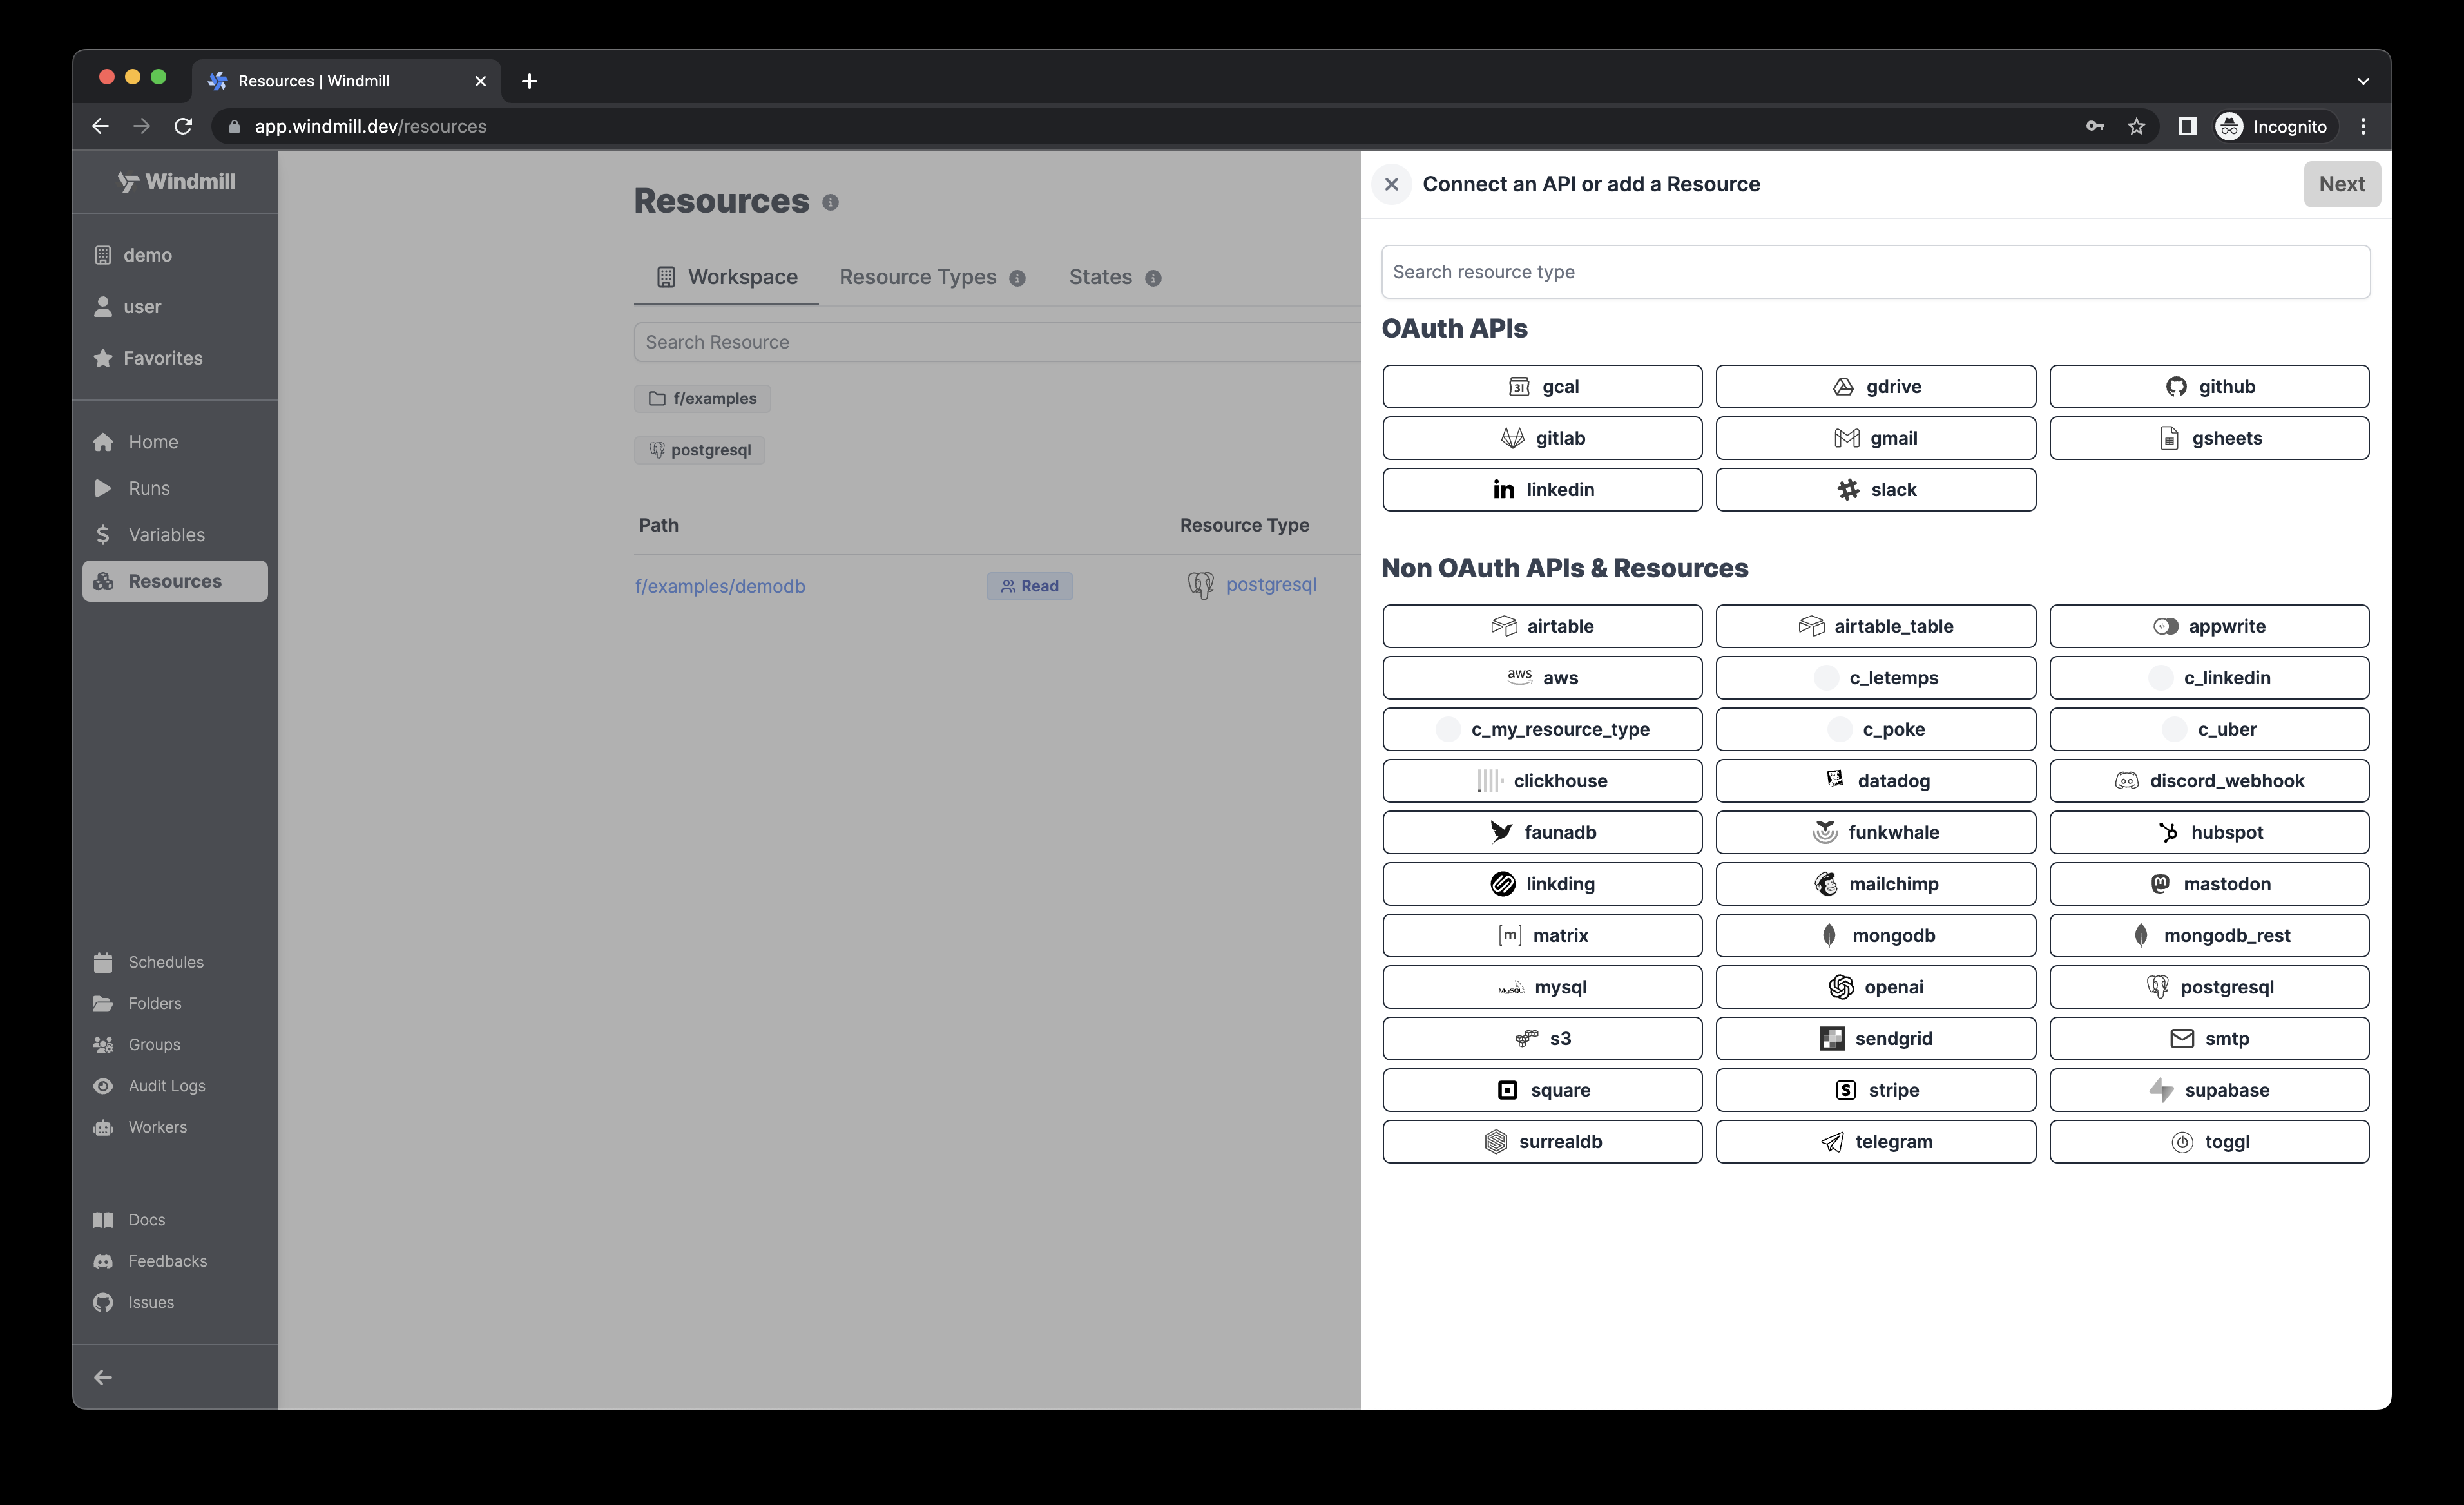 Resources | Windmill
app.windmill.dev/resources
Incognito
Windmill
demo
user
Favorites
Home
Runs
Variables
Resources
Schedules
Folders
Groups
Audit Logs
Workers
Docs
Feedbacks
Issues
Resources
Workspace Resource Types States
Search Resource
f/examples
postgresql
Path Resource Type
f/examples/demodb Read postgresql
Connect an API or add a Resource Next
Search resource type
OAuth APIs
31 gcal gdrive github
gitlab gmail gsheets
in linkedin slack
Non OAuth APIs & Resources
airtable airtable_table appwrite
aws aws c_letemps c_linkedin
c_my_resource_type c_poke c_uber
clickhouse datadog discord_webhook
faunadb funkwhale hubspot
linkding mailchimp m mastodon
[m] matrix mongodb mongodb_rest
MySQL mysql openai postgresql
s3 sendgrid smtp
square S stripe supabase
surrealdb telegram toggl